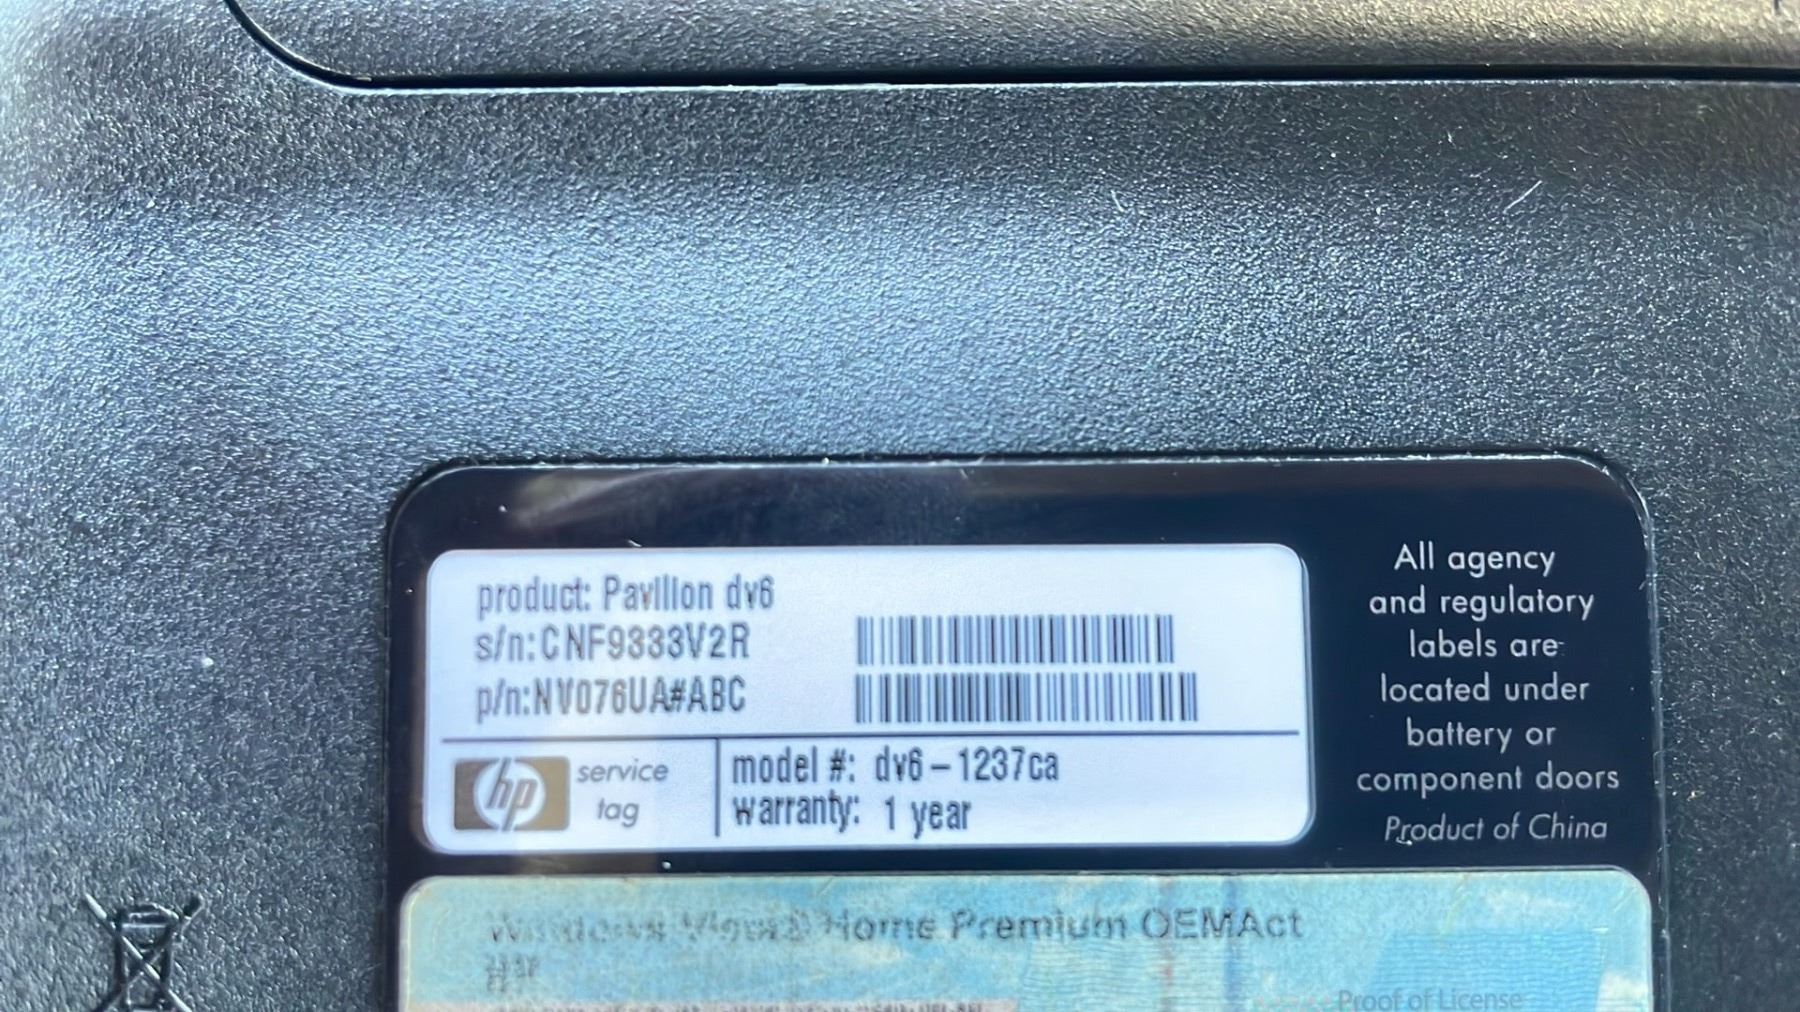 product: Pavilion dv6
s/n:CNF9333V2R
p/n:NV076UA#ABC
hp service tag
model #: dv6-1237ca
warranty: 1 year
All agency
and regulatory
labels are
located under
battery or
component doors
Product of China
Home Premium OEMAct
Proof of License